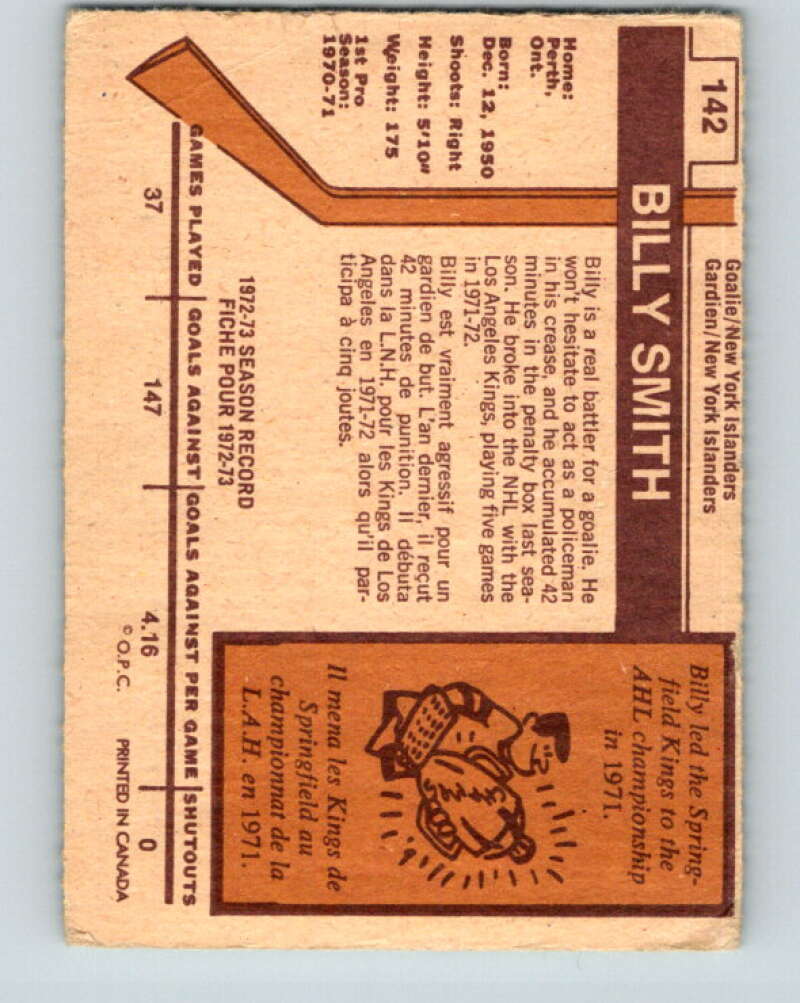 142
Goalie/New York Islanders
Gardien/New York Islanders
BILLY SMITH
Home:
Perth,
Ont.
Born:
Dec. 12, 1950
Shoots: Right
Height: 5'10"
Weight: 175
1st Pro
Season:
1970-71
Billy is a real battler for a goalie. He
won't hesitate to act as a policeman
in his crease, and he accumulated 42
minutes in the penalty box last sea-
son. He broke into the NHL with the
Los Angeles Kings, playing five games
in 1971-72.
Billy est vraiment agressif pour un
gardien de but. L'an dernier, il reçut
42 minutes de punition. Il débuta
dans la L.N.H. pour les Kings de Los
Angeles en 1971-72 alors qu'il par-
ticipa à cinq joutes.
Billy led the Spring-
field Kings to the
AHL championship
in 1971.
Il mena les Kings de
Springfield au
championnat de la
L.A.H. en 1971.
1972-73 SEASON RECORD
FICHE POUR 1972-73
GAMES PLAYED GOALS AGAINST GOALS AGAINST PER GAME SHUTOUTS
37 147 4.16 0
© O.P.C. PRINTED IN CANADA